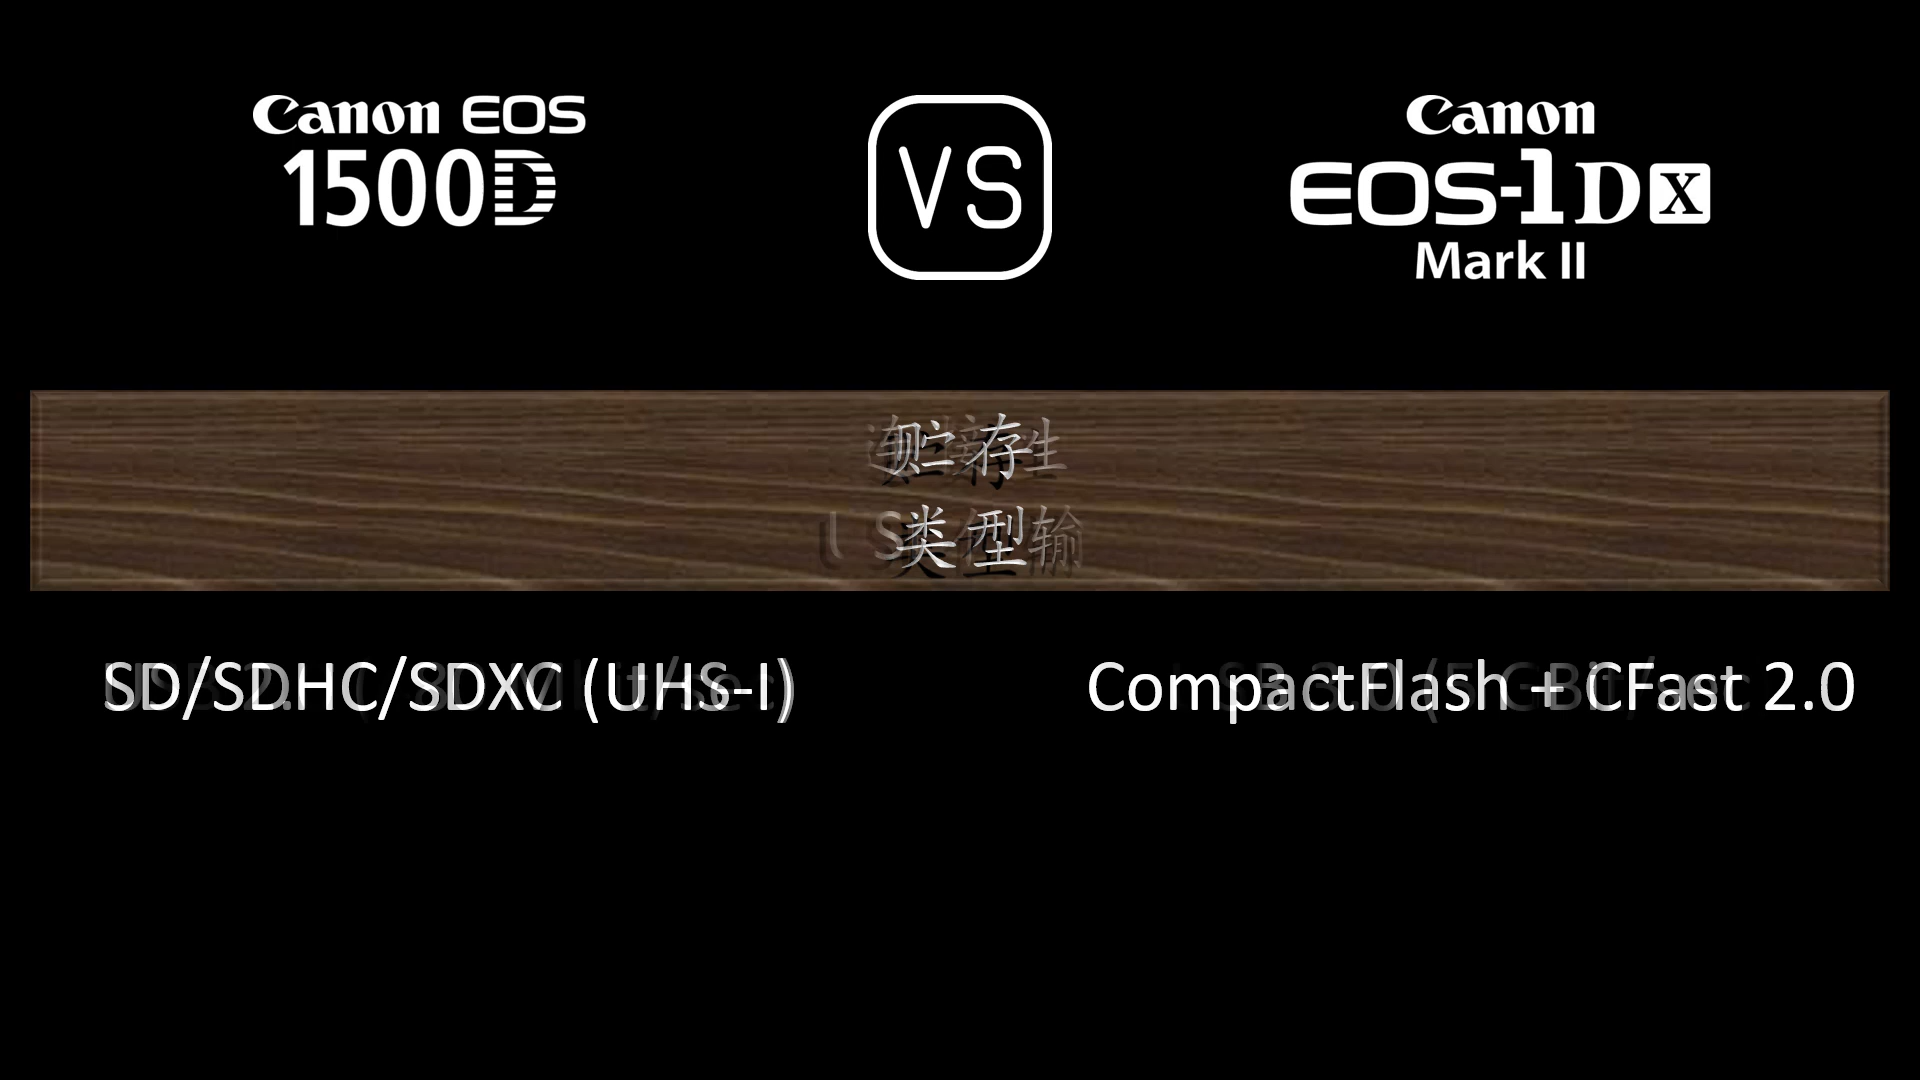 Canon EOS
1500D
VS
Canon
EOS-1DX
Mark II
贮存
类型
SD/SDHC/SDXC (UHS-I)
CompactFlash + CFast 2.0